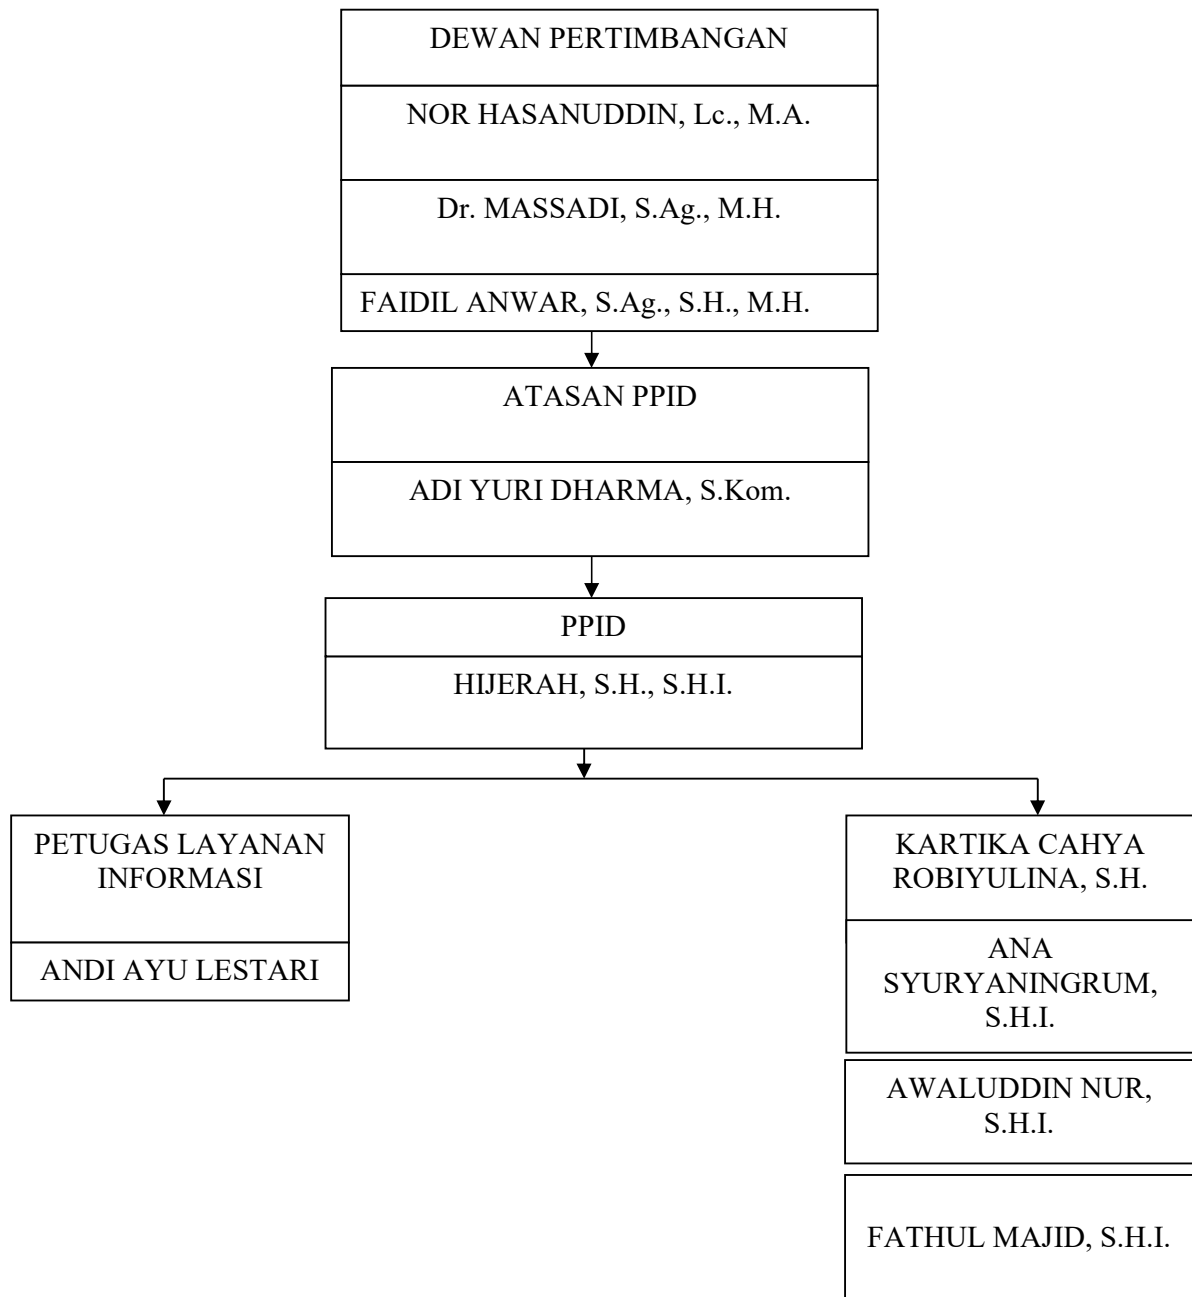 DEWAN PERTIMBANGAN
NOR HASANUDDIN, Lc., M.A.
Dr. MASSADI, S.Ag., M.H.
FAIDIL ANWAR, S.Ag., S.H., M.H.
ATASAN PPID
ADI YURI DHARMA, S.Kom.
PPID
HIJERAH, S.H., S.H.I.
PETUGAS LAYANAN
INFORMASI
ANDI AYU LESTARI
KARTIKA CAHYA
ROBIYULINA, S.H.
ANA
SYURYANINGRUM,
S.H.I.
AWALUDDIN NUR,
S.H.I.
FATHUL MAJID, S.H.I.